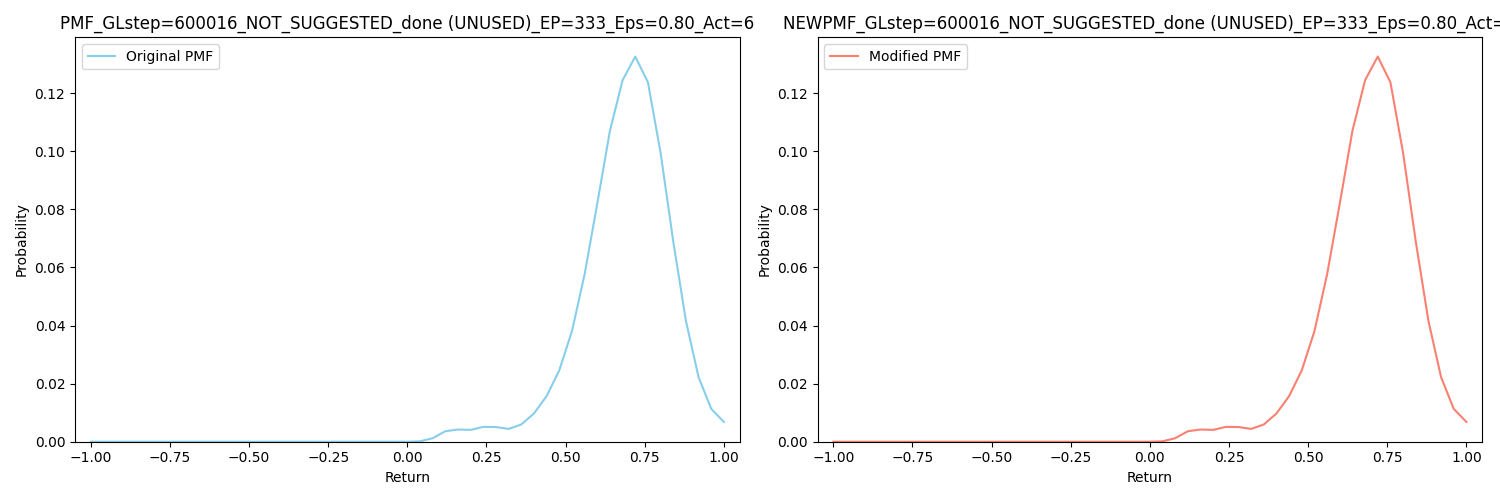 PMF_GLstep=600016_NOT_SUGGESTED_done (UNUSED)_EP=333_Eps=0.80_Act=6
Original PMF
Probability
0.12
0.10
0.08
0.06
0.04
0.02
0.00
−1.00 −0.75 −0.50 −0.25 0.00 0.25 0.50 0.75 1.00
Return
NEWPMF_GLstep=600016_NOT_SUGGESTED_done (UNUSED)_EP=333_Eps=0.80_Act=
Modified PMF
Probability
0.12
0.10
0.08
0.06
0.04
0.02
0.00
−1.00 −0.75 −0.50 −0.25 0.00 0.25 0.50 0.75 1.00
Return